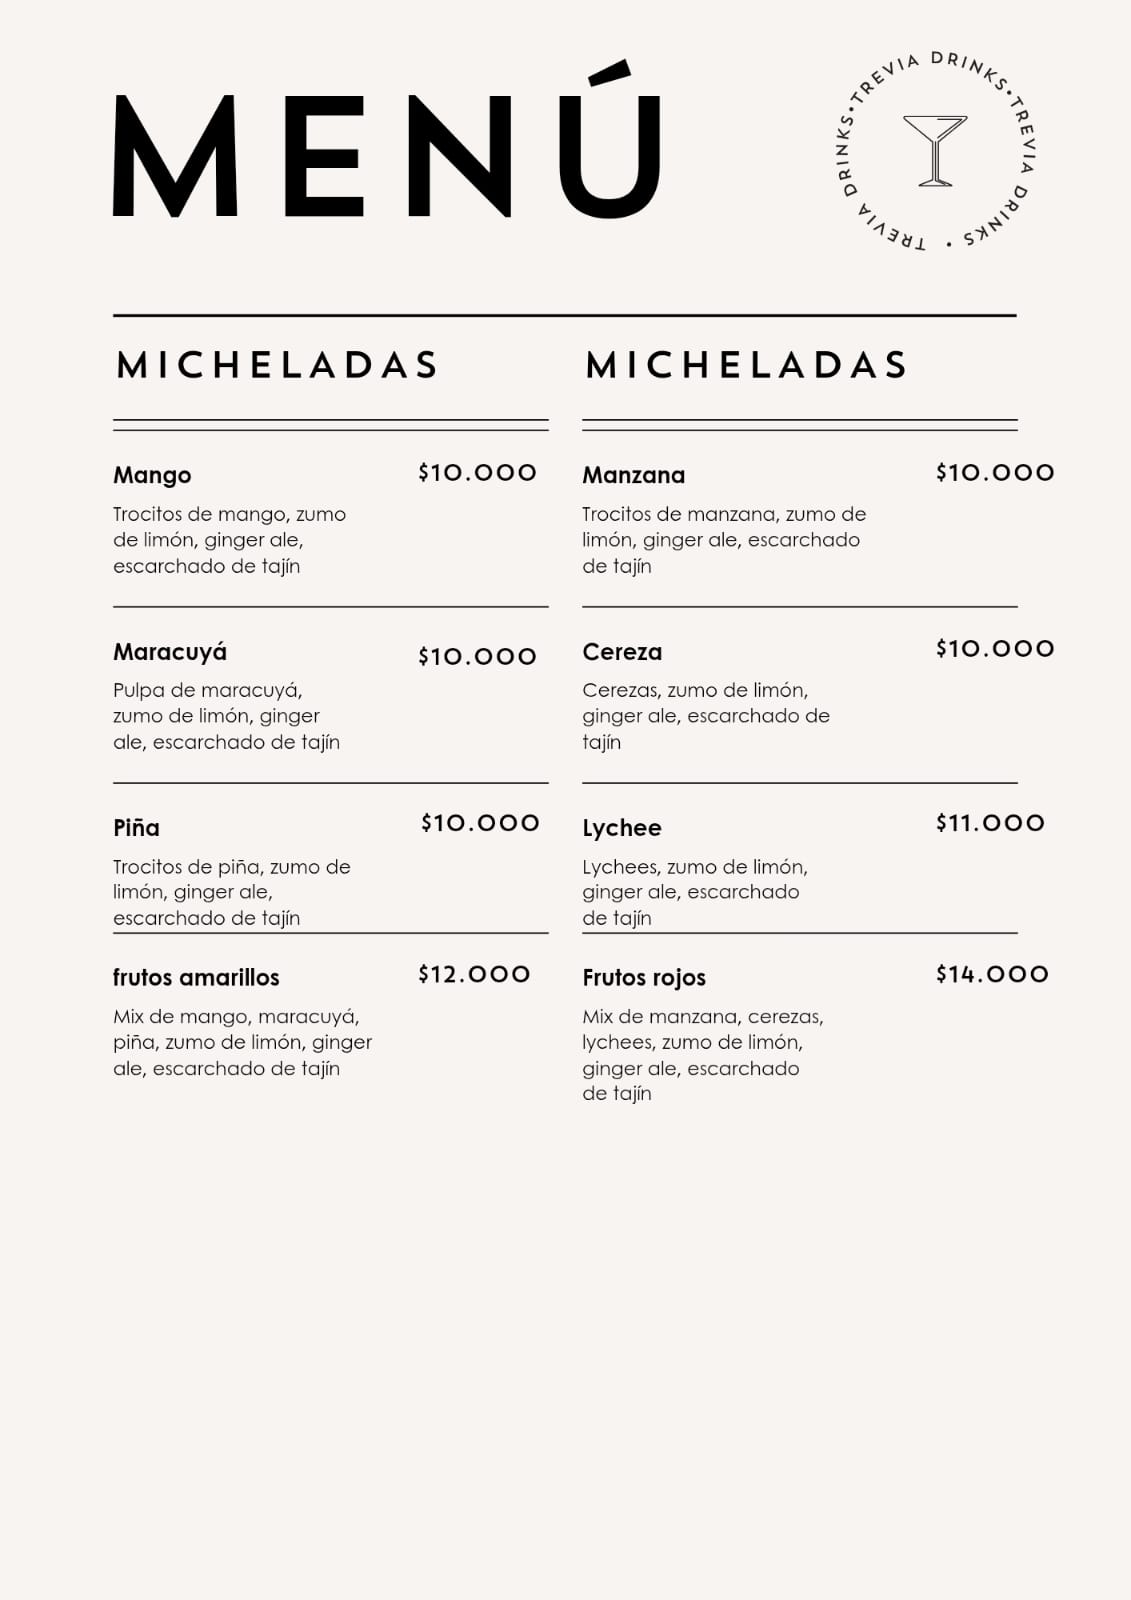 MENÚ
TREVIA DRINKS•TREVIA DRINKS • TREVIA DRINKS•
MICHELADAS
Mango $10.000
Trocitos de mango, zumo
de limón, ginger ale,
escarchado de tajín
Maracuyá $10.000
Pulpa de maracuyá,
zumo de limón, ginger
ale, escarchado de tajín
Piña $10.000
Trocitos de piña, zumo de
limón, ginger ale,
escarchado de tajín
frutos amarillos $12.000
Mix de mango, maracuyá,
piña, zumo de limón, ginger
ale, escarchado de tajín
MICHELADAS
Manzana $10.000
Trocitos de manzana, zumo de
limón, ginger ale, escarchado
de tajín
Cereza $10.000
Cerezas, zumo de limón,
ginger ale, escarchado de
tajín
Lychee $11.000
Lychees, zumo de limón,
ginger ale, escarchado
de tajín
Frutos rojos $14.000
Mix de manzana, cerezas,
lychees, zumo de limón,
ginger ale, escarchado
de tajín